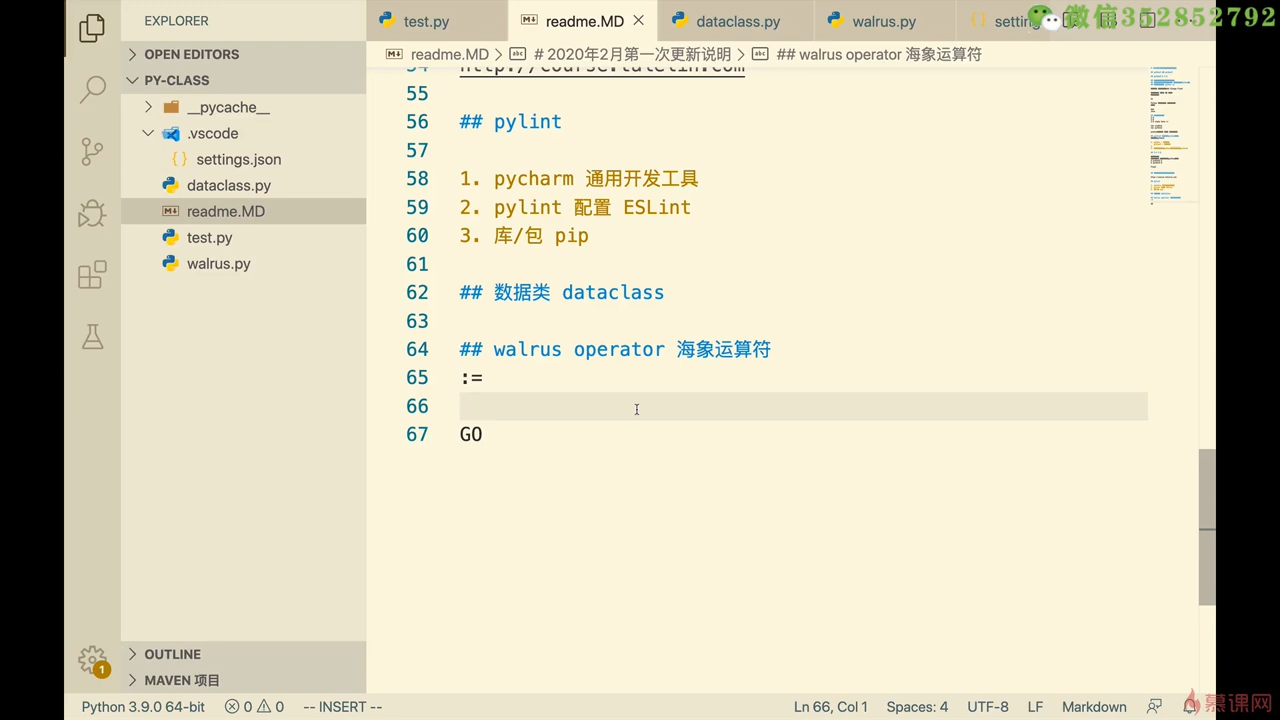 EXPLORER
test.py
readme.MD
dataclass.py
walrus.py
微信352852792
OPEN EDITORS
readme.MD > # 2020年2月第一次更新说明 > ## walrus operator 海象运算符
PY-CLASS
__pycache__
.vscode
settings.json
dataclass.py
readme.MD
test.py
walrus.py
55
56 ## pylint
57
58 1. pycharm 通用开发工具
59 2. pylint 配置 ESLint
60 3. 库/包 pip
61
62 ## 数据类 dataclass
63
64 ## walrus operator 海象运算符
65 :=
66
67 GO
OUTLINE
MAVEN 项目
1
Python 3.9.0 64-bit
0
0
-- INSERT --
Ln 66, Col 1
Spaces: 4
UTF-8
LF
Markdown
慕课网